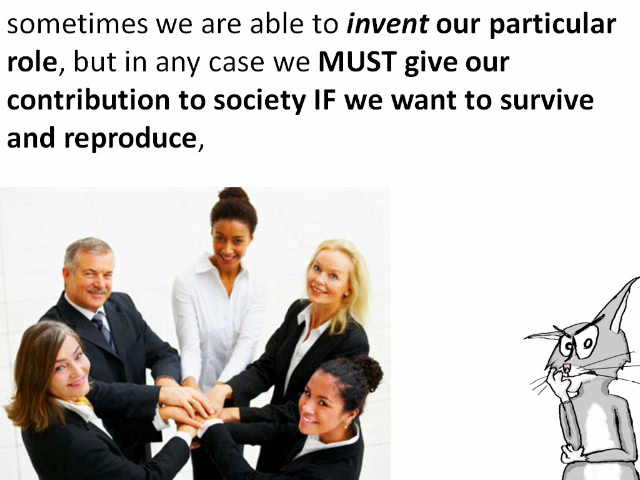 sometimes we are able to invent our particular
role, but in any case we MUST give our
contribution to society IF we want to survive
and reproduce,